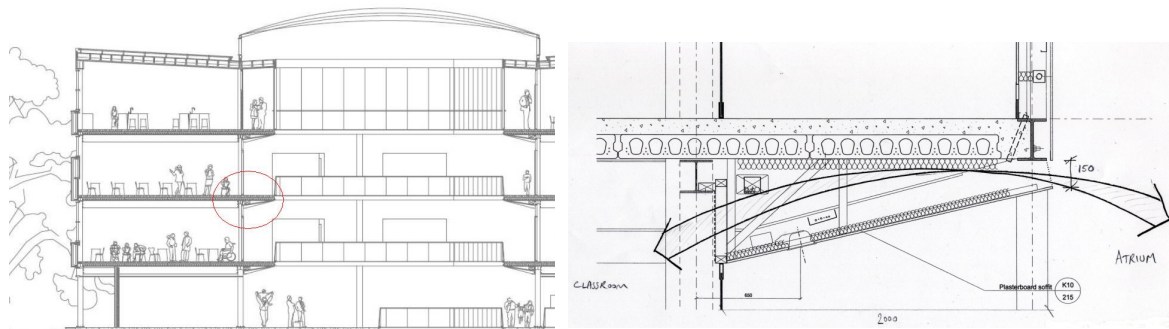 150
CLASSROOM
ATRIUM
Plasterboard soffit
K10
215
600
2000